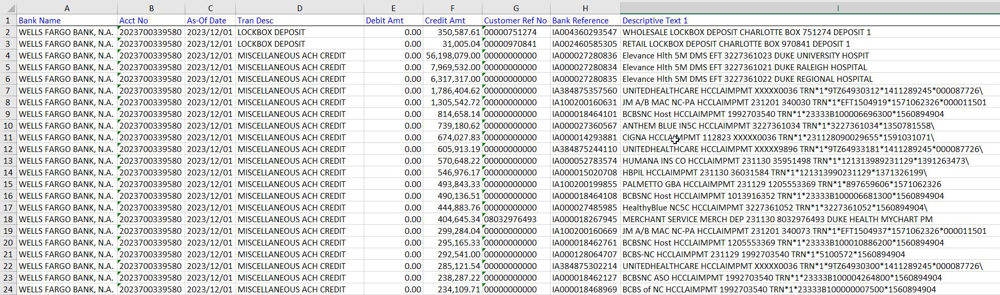 A B C D E F G H I
1 Bank Name Acct No As-Of Date Tran Desc Debit Amt Credit Amt Customer Ref No Bank Reference Descriptive Text 1
2 WELLS FARGO BANK, N.A. 2023700339580 2023/12/01 LOCKBOX DEPOSIT 0.00 350,587.61 00000751274 IA004360293547 WHOLESALE LOCKBOX DEPOSIT CHARLOTTE BOX 751274 DEPOSIT 1
3 WELLS FARGO BANK, N.A. 2023700339580 2023/12/01 LOCKBOX DEPOSIT 0.00 31,005.04 00000970841 IA002460585305 RETAIL LOCKBOX DEPOSIT CHARLOTTE BOX 970841 DEPOSIT 1
4 WELLS FARGO BANK, N.A. 2023700339580 2023/12/01 MISCELLANEOUS ACH CREDIT 0.00 56,198,079.00 00000000000 IA000027280836 Elevance Hlth 5M DMS EFT 3227361023 DUKE UNIVERSITY HOSPIT
5 WELLS FARGO BANK, N.A. 2023700339580 2023/12/01 MISCELLANEOUS ACH CREDIT 0.00 7,969,532.00 00000000000 IA000027280834 Elevance Hlth 5M DMS EFT 3227361021 DUKE RALEIGH HOSPITAL
6 WELLS FARGO BANK, N.A. 2023700339580 2023/12/01 MISCELLANEOUS ACH CREDIT 0.00 6,317,317.00 00000000000 IA000027280835 Elevance Hlth 5M DMS EFT 3227361022 DUKE REGIONAL HOSPITAL
7 WELLS FARGO BANK, N.A. 2023700339580 2023/12/01 MISCELLANEOUS ACH CREDIT 0.00 1,786,404.62 00000000000 IA384875357560 UNITEDHEALTHCARE HCCLAIMPMT XXXXX0036 TRN*1*9TZ64930312*1411289245*000087726\
8 WELLS FARGO BANK, N.A. 2023700339580 2023/12/01 MISCELLANEOUS ACH CREDIT 0.00 1,305,542.72 00000000000 IA100200160631 JM A/B MAC NC-PA HCCLAIMPMT 231201 340030 TRN*1*EFT1504919*1571062326*000011501
9 WELLS FARGO BANK, N.A. 2023700339580 2023/12/01 MISCELLANEOUS ACH CREDIT 0.00 814,658.14 00000000000 IA000018464101 BCBSNC Host HCCLAIMPMT 1992703540 TRN*1*23333B100006696300*1560894904
10 WELLS FARGO BANK, N.A. 2023700339580 2023/12/01 MISCELLANEOUS ACH CREDIT 0.00 739,180.62 00000000000 IA000027360567 ANTHEM BLUE IN5C HCCLAIMPMT 3227361034 TRN*1*3227361034*1350781558\
11 WELLS FARGO BANK, N.A. 2023700339580 2023/12/01 MISCELLANEOUS ACH CREDIT 0.00 674,027.83 00000000000 IA000014293881 CIGNA HCCLAIMPMT 112823 XXXXX0036 TRN*1*231128090029655*1591031071\
12 WELLS FARGO BANK, N.A. 2023700339580 2023/12/01 MISCELLANEOUS ACH CREDIT 0.00 605,913.19 00000000000 IA384875244110 UNITEDHEALTHCARE HCCLAIMPMT XXXXX9896 TRN*1*9TZ64933181*1411289245*000087726\
13 WELLS FARGO BANK, N.A. 2023700339580 2023/12/01 MISCELLANEOUS ACH CREDIT 0.00 570,648.22 00000000000 IA000052783574 HUMANA INS CO HCCLAIMPMT 231130 35951498 TRN*1*121313989231129*1391263473\
14 WELLS FARGO BANK, N.A. 2023700339580 2023/12/01 MISCELLANEOUS ACH CREDIT 0.00 546,976.17 00000000000 IA000015020708 HBPIL HCCLAIMPMT 231130 36031584 TRN*1*121313990231129*1371326199\
15 WELLS FARGO BANK, N.A. 2023700339580 2023/12/01 MISCELLANEOUS ACH CREDIT 0.00 493,843.33 00000000000 IA100200199855 PALMETTO GBA HCCLAIMPMT 231129 1205553369 TRN*1*897659606*1571062326
16 WELLS FARGO BANK, N.A. 2023700339580 2023/12/01 MISCELLANEOUS ACH CREDIT 0.00 490,136.51 00000000000 IA000018464108 BCBSNC Host HCCLAIMPMT 1013916352 TRN*1*23333B100006681300*1560894904
17 WELLS FARGO BANK, N.A. 2023700339580 2023/12/01 MISCELLANEOUS ACH CREDIT 0.00 444,883.76 00000000000 IA000027485985 HealthyBlue NC5C HCCLAIMPMT 3227361052 TRN*1*3227361052*1560894904\
18 WELLS FARGO BANK, N.A. 2023700339580 2023/12/01 MISCELLANEOUS ACH CREDIT 0.00 404,645.34 08032976493 IA000018267945 MERCHANT SERVICE MERCH DEP 231130 8032976493 DUKE HEALTH MYCHART PM
19 WELLS FARGO BANK, N.A. 2023700339580 2023/12/01 MISCELLANEOUS ACH CREDIT 0.00 299,284.04 00000000000 IA100200160669 JM A/B MAC NC-PA HCCLAIMPMT 231201 340073 TRN*1*EFT1504937*1571062326*000011501
20 WELLS FARGO BANK, N.A. 2023700339580 2023/12/01 MISCELLANEOUS ACH CREDIT 0.00 295,165.33 00000000000 IA000018462761 BCBSNC Host HCCLAIMPMT 1205553369 TRN*1*23333B100010886200*1560894904
21 WELLS FARGO BANK, N.A. 2023700339580 2023/12/01 MISCELLANEOUS ACH CREDIT 0.00 292,541.00 00000000000 IA000128064707 BCBS-NC HCCLAIMPMT 231129 1992703540 TRN*1*5100572*1560894904
22 WELLS FARGO BANK, N.A. 2023700339580 2023/12/01 MISCELLANEOUS ACH CREDIT 0.00 285,121.54 00000000000 IA384875302214 UNITEDHEALTHCARE HCCLAIMPMT XXXXX0036 TRN*1*9TZ64930300*1411289245*000087726\
23 WELLS FARGO BANK, N.A. 2023700339580 2023/12/01 MISCELLANEOUS ACH CREDIT 0.00 238,287.22 00000000000 IA000018462127 BCBSNC ASO HCCLAIMPMT 1992703540 TRN*1*23333B100004264800*1560894904
24 WELLS FARGO BANK, N.A. 2023700339580 2023/12/01 MISCELLANEOUS ACH CREDIT 0.00 234,109.71 00000000000 IA000018468969 BCBS of NC HCCLAIMPMT 1992703540 TRN*1*23333B100000007500*1560894904